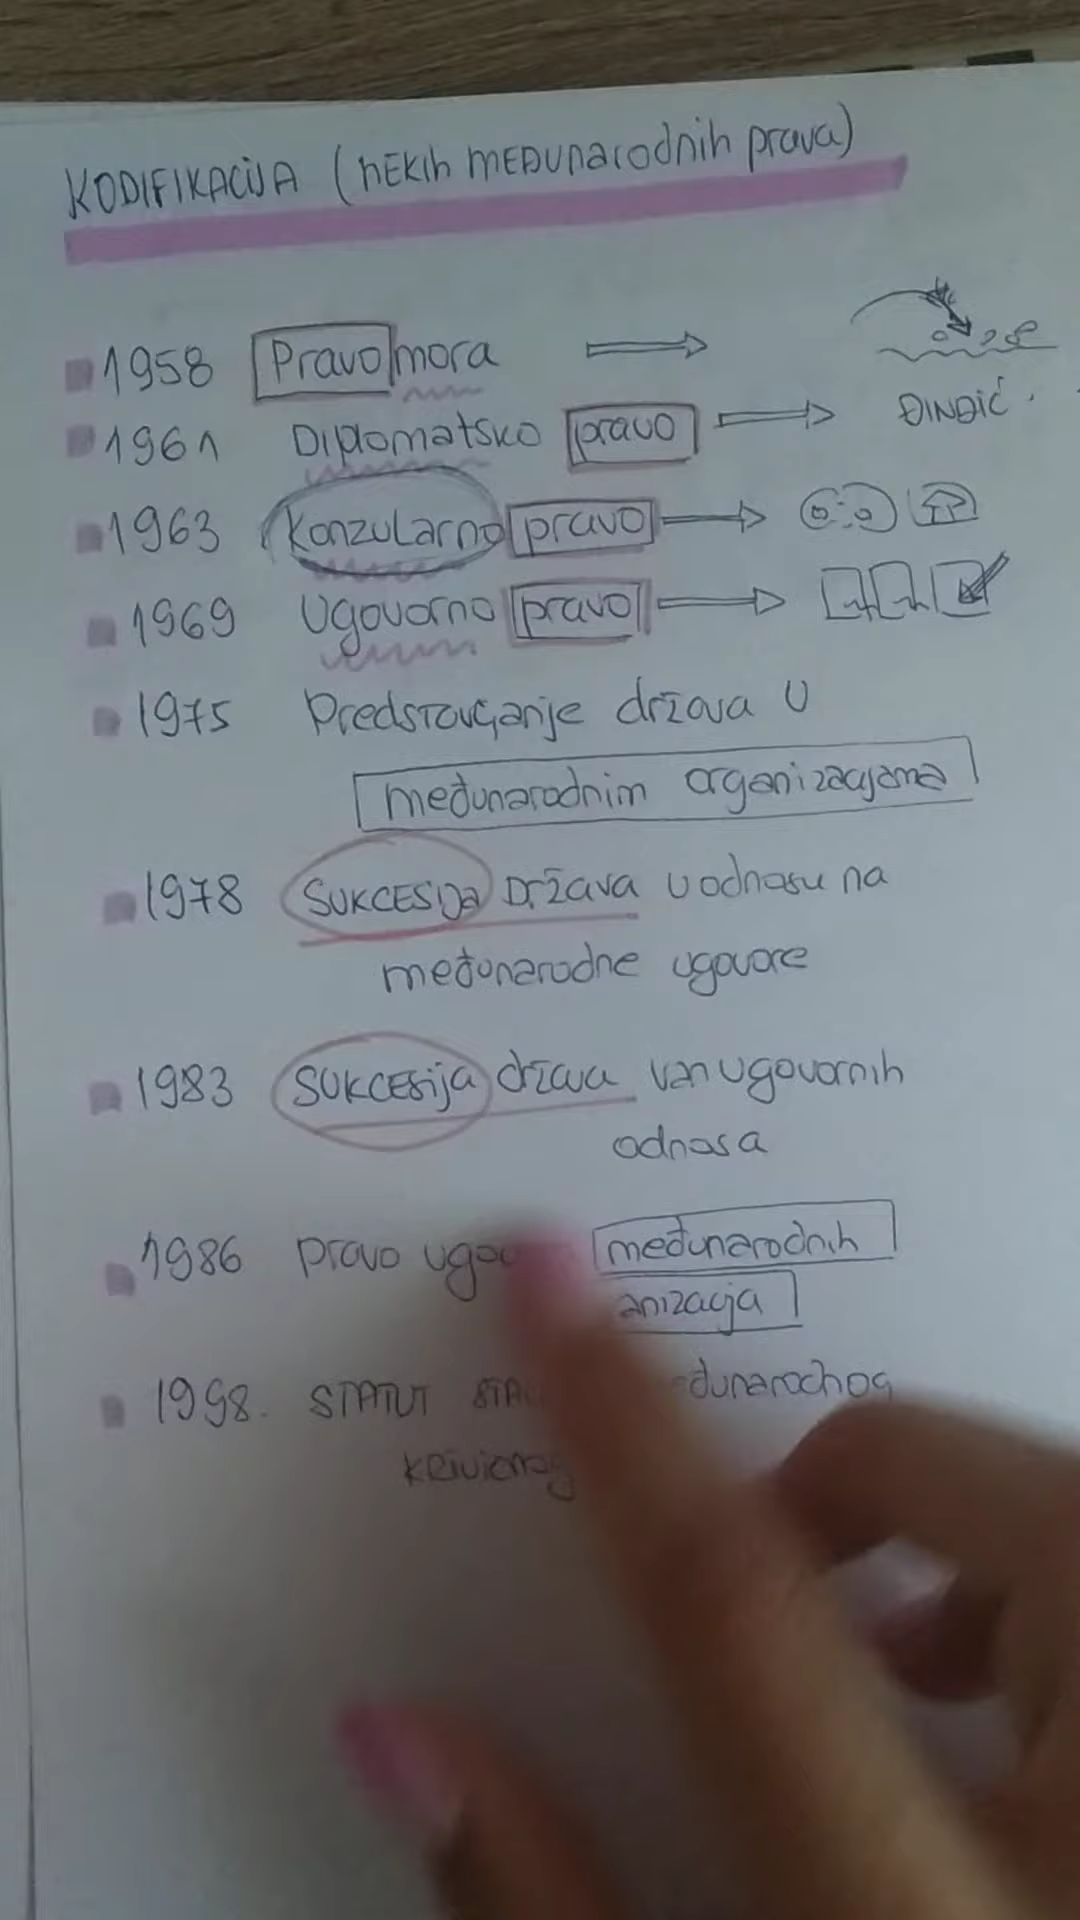 KODIFIKACIJA (NEKIH MEĐUNARODNIH PRAVA)
1958 Pravo mora
1961 Diplomatsko pravo ĐINĐIĆ.
1963 Konzularno pravo
1969 Ugovorno pravo
1975 Predstavljanje država u
međunarodnim organizacijama
1978 SUKCESIJA DRŽAVA u odnosu na
međunarodne ugovore
1983 SUKCESIJA država van ugovornih
odnosa
1986 pravo međunarodnih
1998. STATUT